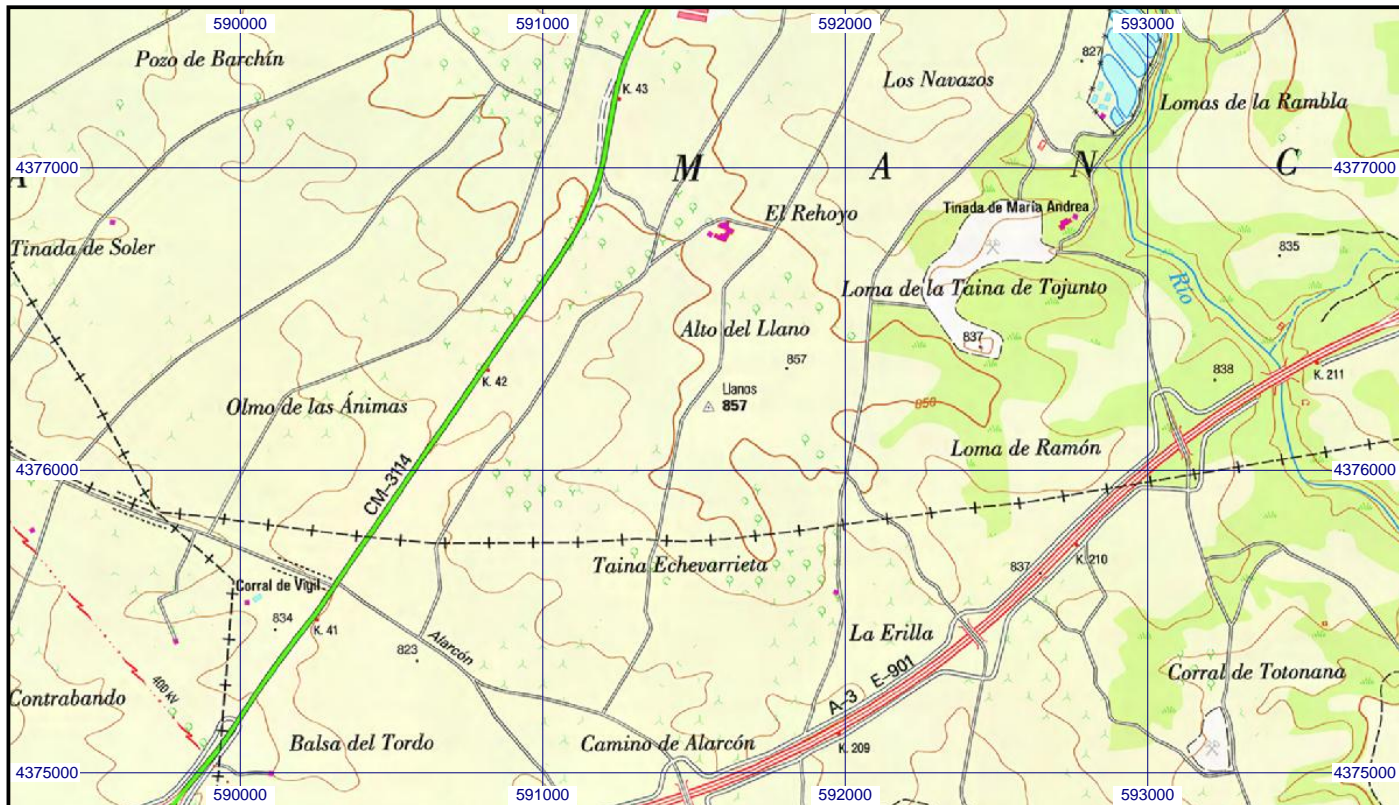 590000
591000
592000
593000
Pozo de Barchín
K. 43
Los Navazos
827
Lomas de la Rambla
4377000
M
A
N
C
4377000
A
El Rehoyo
Tinada de María Andrea
Tinada de Soler
835
Río
Loma de la Taina de Tojunto
Alto del Llano
837
857
838
K. 211
K. 42
Llanos
857
850
Olmo de las Ánimas
Loma de Ramón
4376000
4376000
CM-3114
Taina Echevarrieta
837
K. 210
Corral de Vigil
834
K. 41
823
Alarcón
La Erilla
E-901
A-3
Corral de Totonana
Contrabando
400 kV
Balsa del Tordo
Camino de Alarcón
K. 209
4375000
4375000
590000
591000
592000
593000